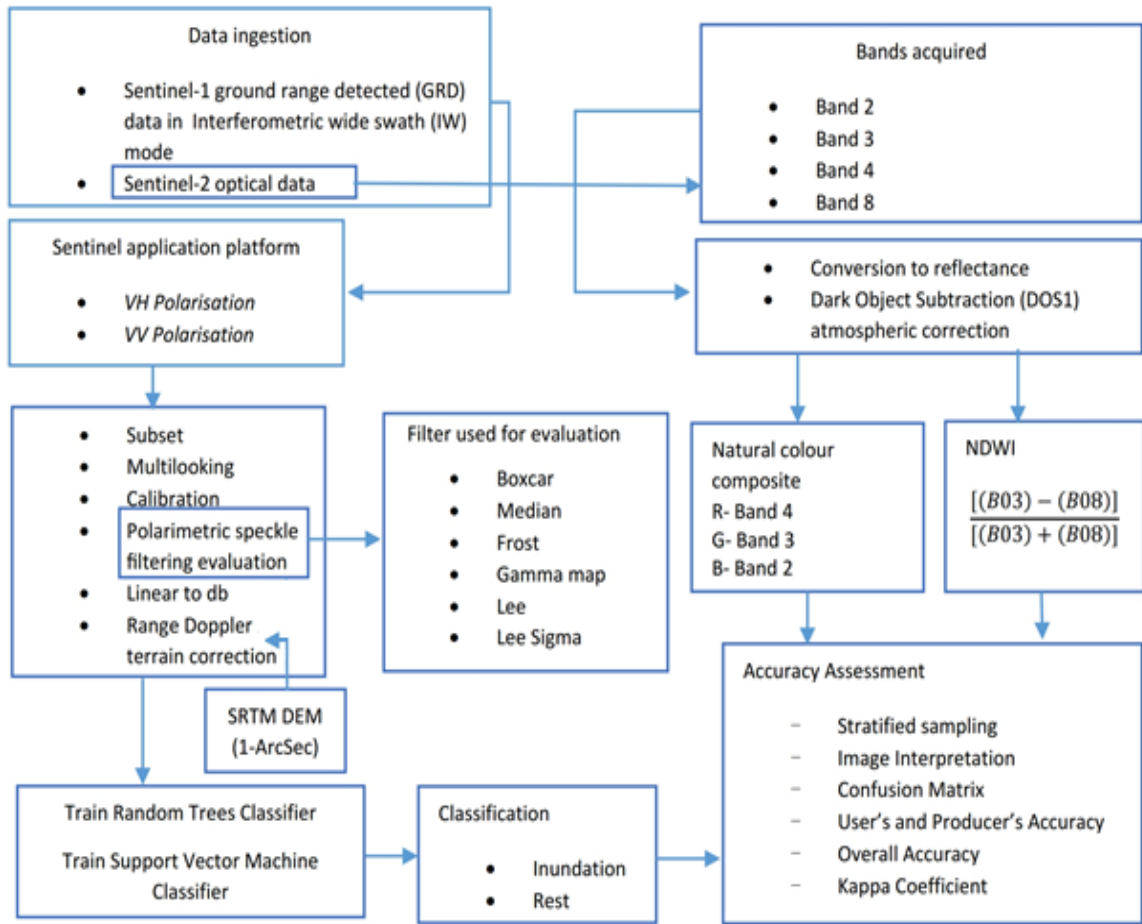 Data ingestion
• Sentinel-1 ground range detected (GRD)
data in Interferometric wide swath (IW)
mode
• Sentinel-2 optical data
Bands acquired
• Band 2
• Band 3
• Band 4
• Band 8
Sentinel application platform
• VH Polarisation
• VV Polarisation
• Conversion to reflectance
• Dark Object Subtraction (DOS1)
atmospheric correction
• Subset
• Multilooking
• Calibration
• Polarimetric speckle
filtering evaluation
• Linear to db
• Range Doppler
terrain correction
Filter used for evaluation
• Boxcar
• Median
• Frost
• Gamma map
• Lee
• Lee Sigma
Natural colour
composite
R- Band 4
G- Band 3
B- Band 2
NDWI
[(B03) − (B08)]
[(B03) + (B08)]
SRTM DEM
(1-ArcSec)
Train Random Trees Classifier
Train Support Vector Machine
Classifier
Classification
• Inundation
• Rest
Accuracy Assessment
− Stratified sampling
− Image Interpretation
− Confusion Matrix
− User's and Producer's Accuracy
− Overall Accuracy
− Kappa Coefficient